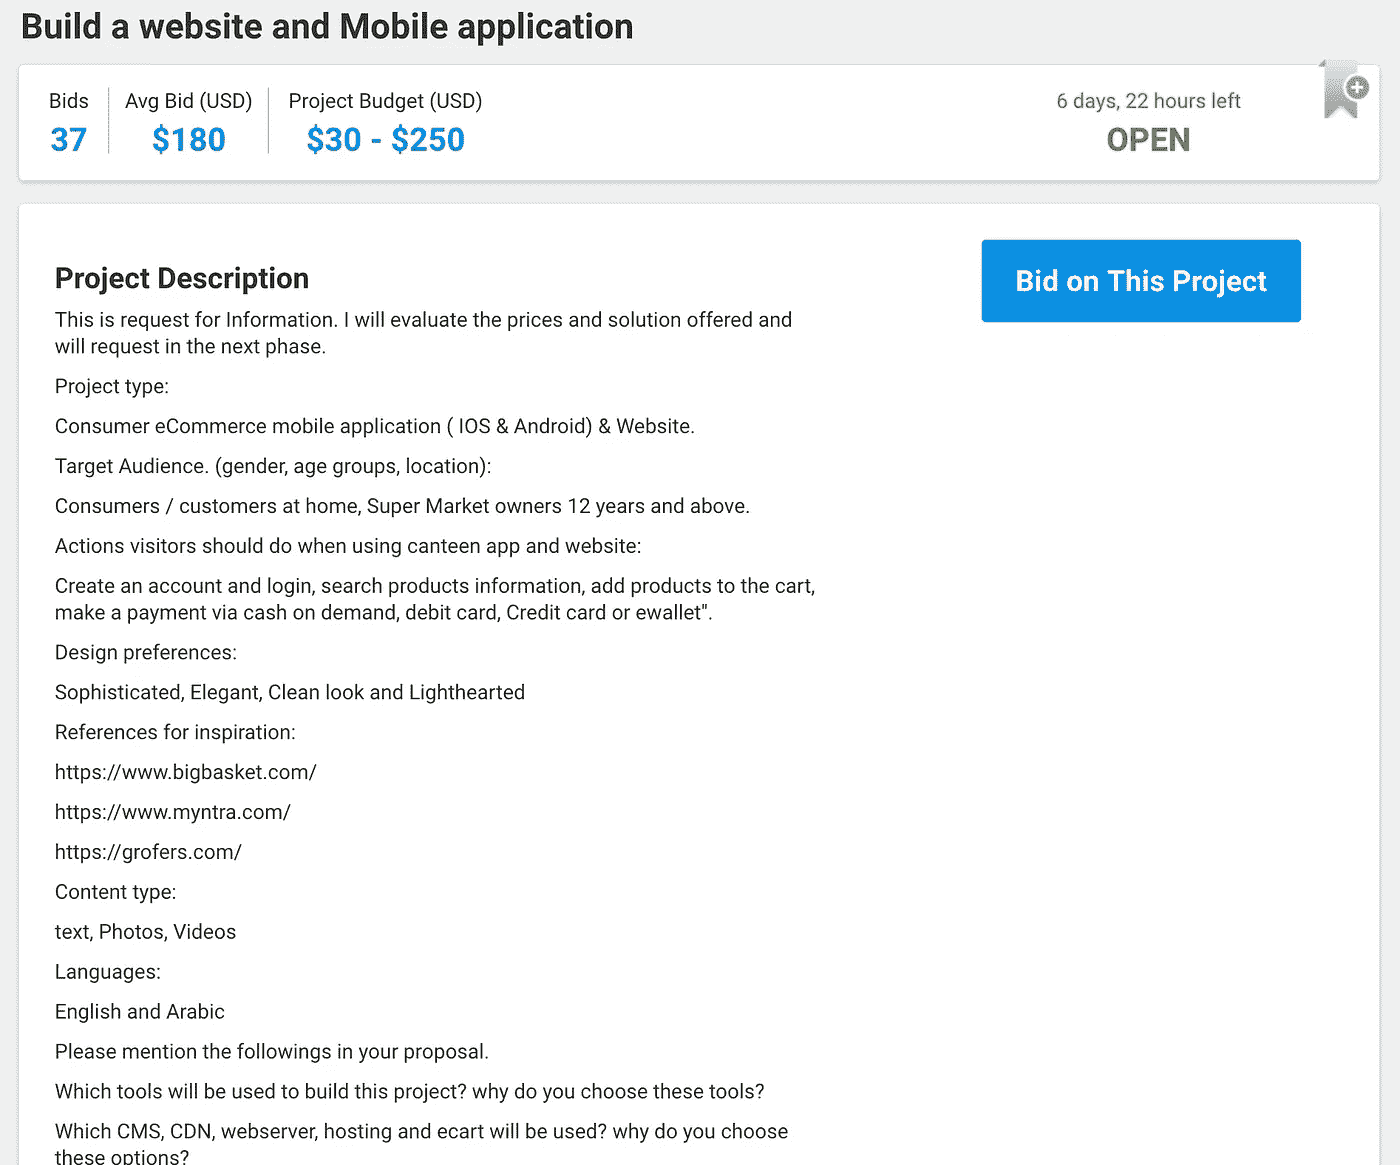 Build a website and Mobile application
Bids
37
Avg Bid (USD)
$180
Project Budget (USD)
$30 - $250
6 days, 22 hours left
OPEN
Bid on This Project
Project Description
This is request for Information. I will evaluate the prices and solution offered and
will request in the next phase.
Project type:
Consumer eCommerce mobile application ( IOS & Android) & Website.
Target Audience. (gender, age groups, location):
Consumers / customers at home, Super Market owners 12 years and above.
Actions visitors should do when using canteen app and website:
Create an account and login, search products information, add products to the cart,
make a payment via cash on demand, debit card, Credit card or ewallet".
Design preferences:
Sophisticated, Elegant, Clean look and Lighthearted
References for inspiration:
https://www.bigbasket.com/
https://www.myntra.com/
https://grofers.com/
Content type:
text, Photos, Videos
Languages:
English and Arabic
Please mention the followings in your proposal.
Which tools will be used to build this project? why do you choose these tools?
Which CMS, CDN, webserver, hosting and ecart will be used? why do you choose
these options?